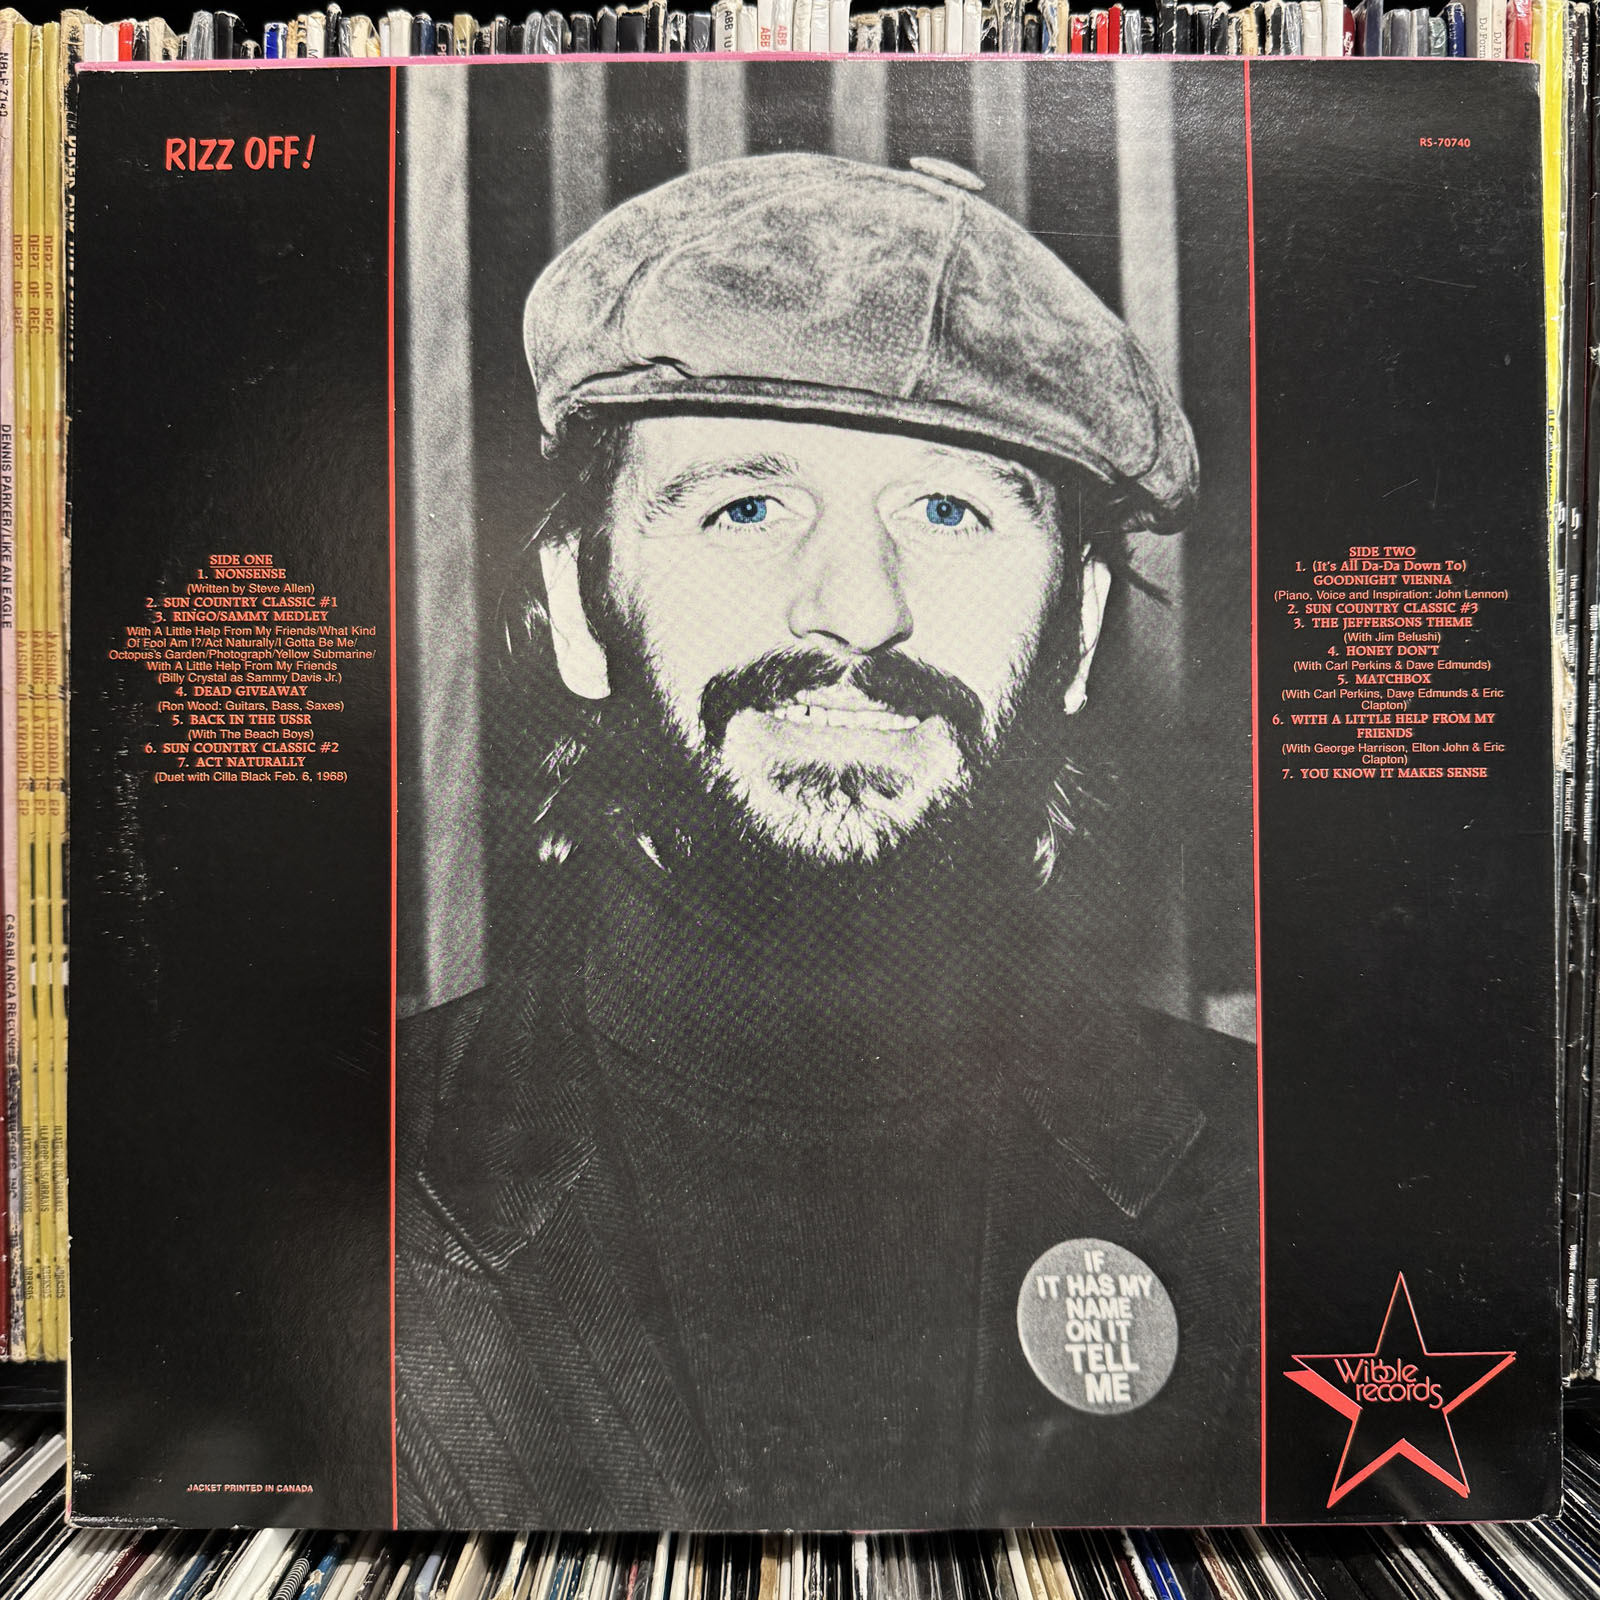 RIZZ OFF!
RS-70740
SIDE ONE
1. NONSENSE
(Written by Steve Allen)
2. SUN COUNTRY CLASSIC #1
3. RINGO/SAMMY MEDLEY
With A Little Help From My Friends/What Kind
Of Fool Am I?/Act Naturally/I Gotta Be Me/
Octopus's Garden/Photograph/Yellow Submarine/
With A Little Help From My Friends
(Billy Crystal as Sammy Davis Jr.)
4. DEAD GIVEAWAY
(Ron Wood: Guitars, Bass, Saxes)
5. BACK IN THE USSR
(With The Beach Boys)
6. SUN COUNTRY CLASSIC #2
7. ACT NATURALLY
(Duet with Cilla Black Feb. 6, 1968)
SIDE TWO
1. (It's All Da-Da Down To)
GOODNIGHT VIENNA
(Piano, Voice and Inspiration: John Lennon)
2. SUN COUNTRY CLASSIC #3
3. THE JEFFERSONS THEME
(With Jim Belushi)
4. HONEY DON'T
(With Carl Perkins & Dave Edmunds)
5. MATCHBOX
(With Carl Perkins, Dave Edmunds & Eric
Clapton)
6. WITH A LITTLE HELP FROM MY
FRIENDS
(With George Harrison, Elton John & Eric
Clapton)
7. YOU KNOW IT MAKES SENSE
IF
IT HAS MY
NAME
ON IT
TELL
ME
Wibble
records
JACKET PRINTED IN CANADA
DENNIS PARKER/LIKE AN EAGLE
DEPT. OF REC.
DEPT. OF REC.
DEPT. OF REC.